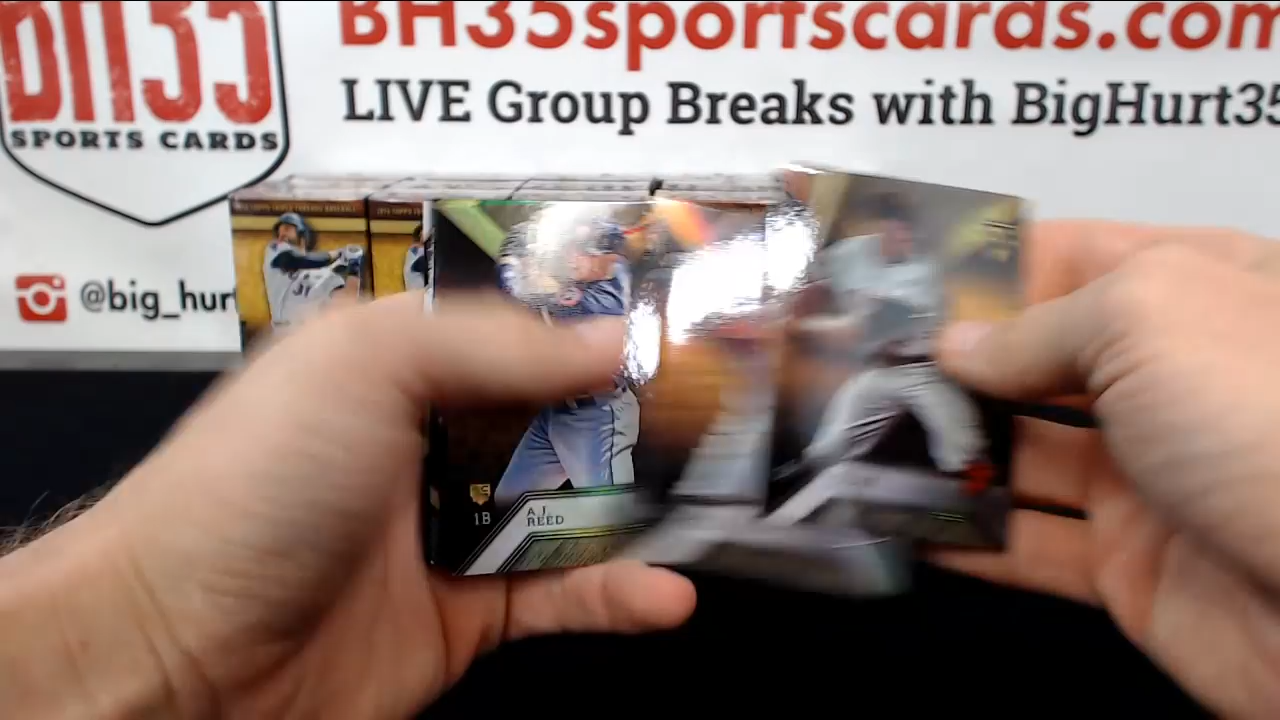 BH35
SPORTS CARDS
BH35sportscards.com
LIVE Group Breaks with BigHurt35
@big_hurt
1B
A.J.
REED